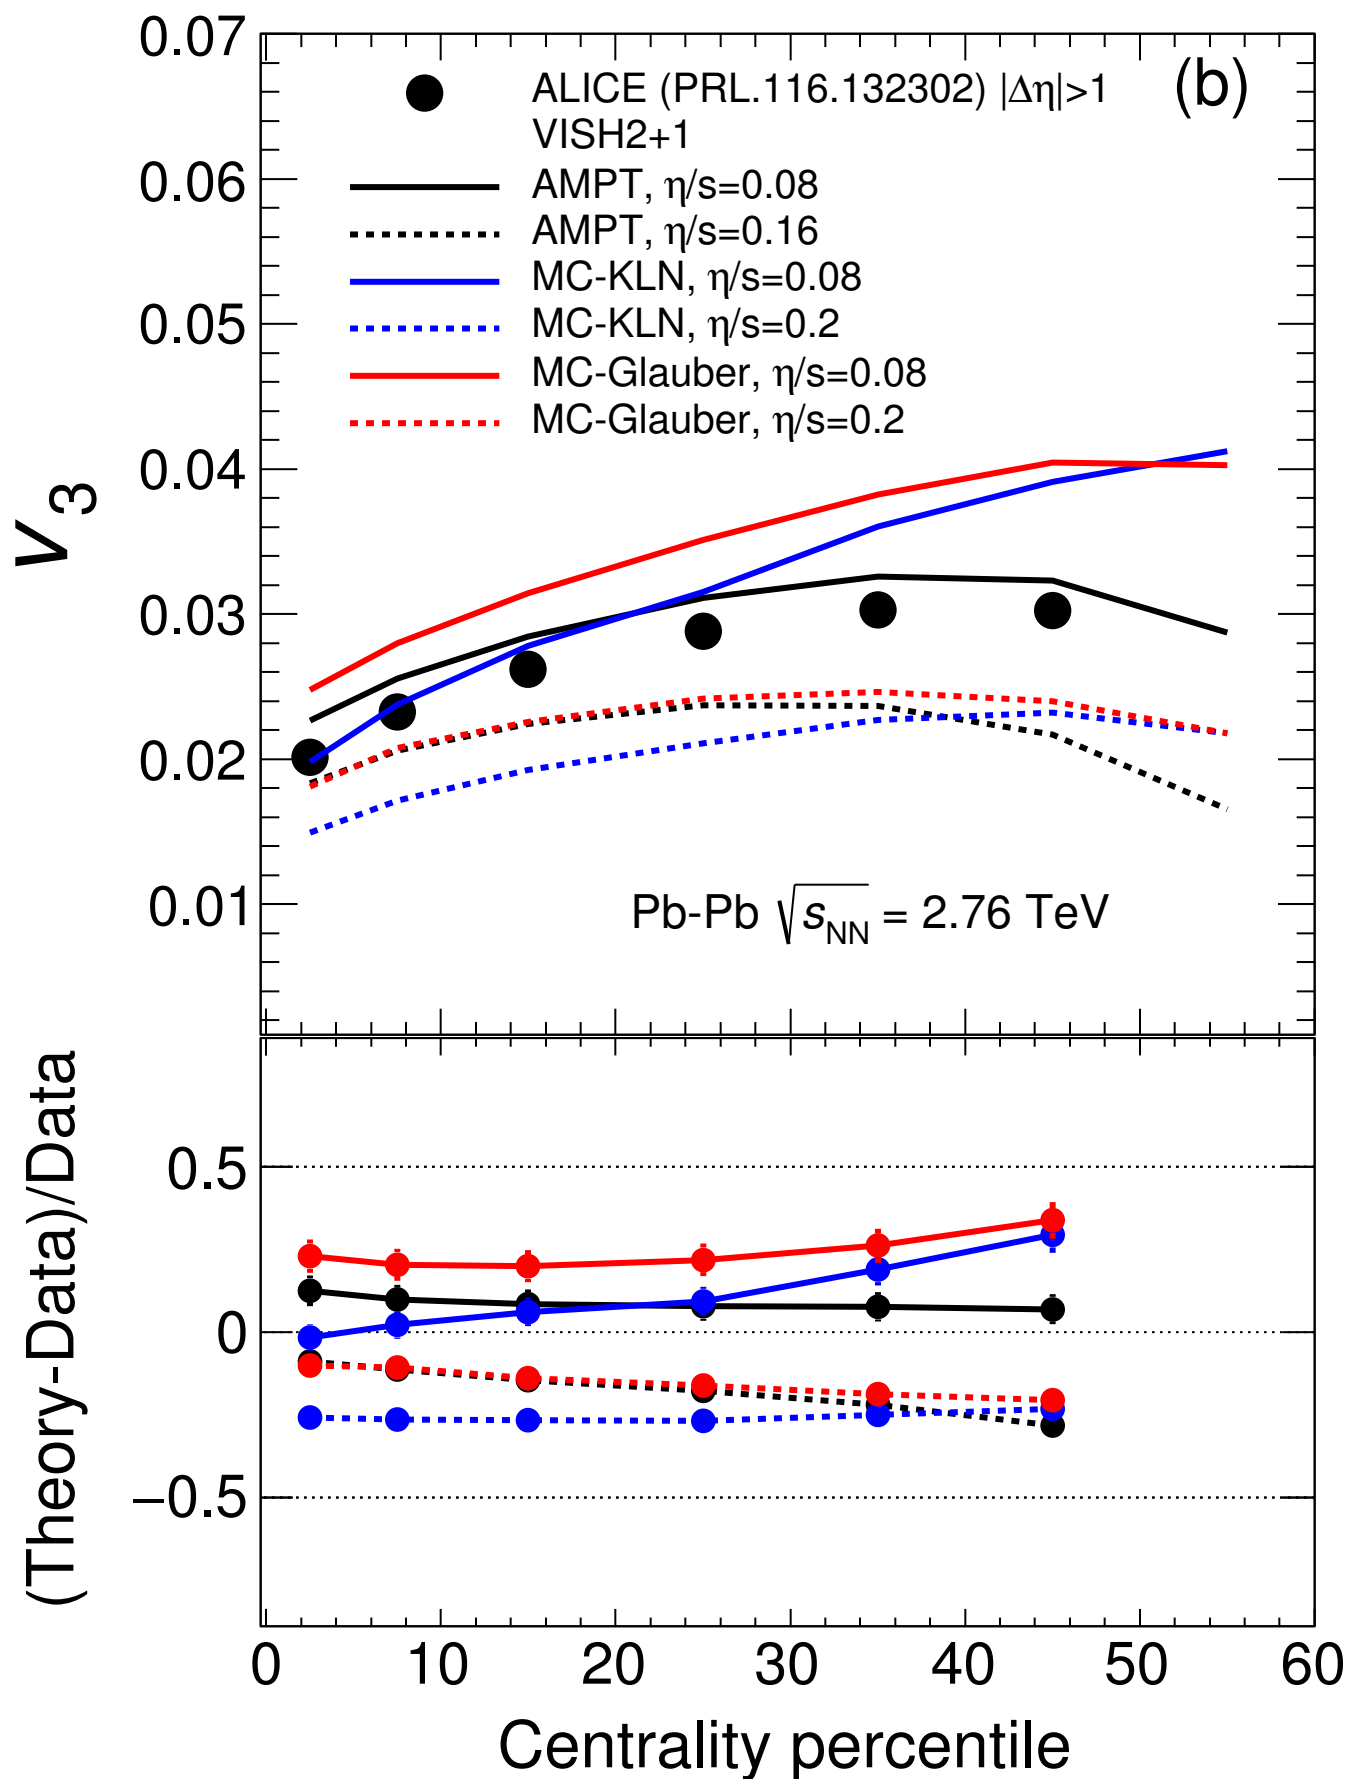 0.07
0.06
0.05
0.04
0.03
0.02
0.01
v3
ALICE (PRL.116.132302) |Δη|>1
(b)
VISH2+1
AMPT, η/s=0.08
AMPT, η/s=0.16
MC-KLN, η/s=0.08
MC-KLN, η/s=0.2
MC-Glauber, η/s=0.08
MC-Glauber, η/s=0.2
Pb-Pb √sNN = 2.76 TeV
(Theory-Data)/Data
0.5
0
−0.5
0 10 20 30 40 50 60
Centrality percentile